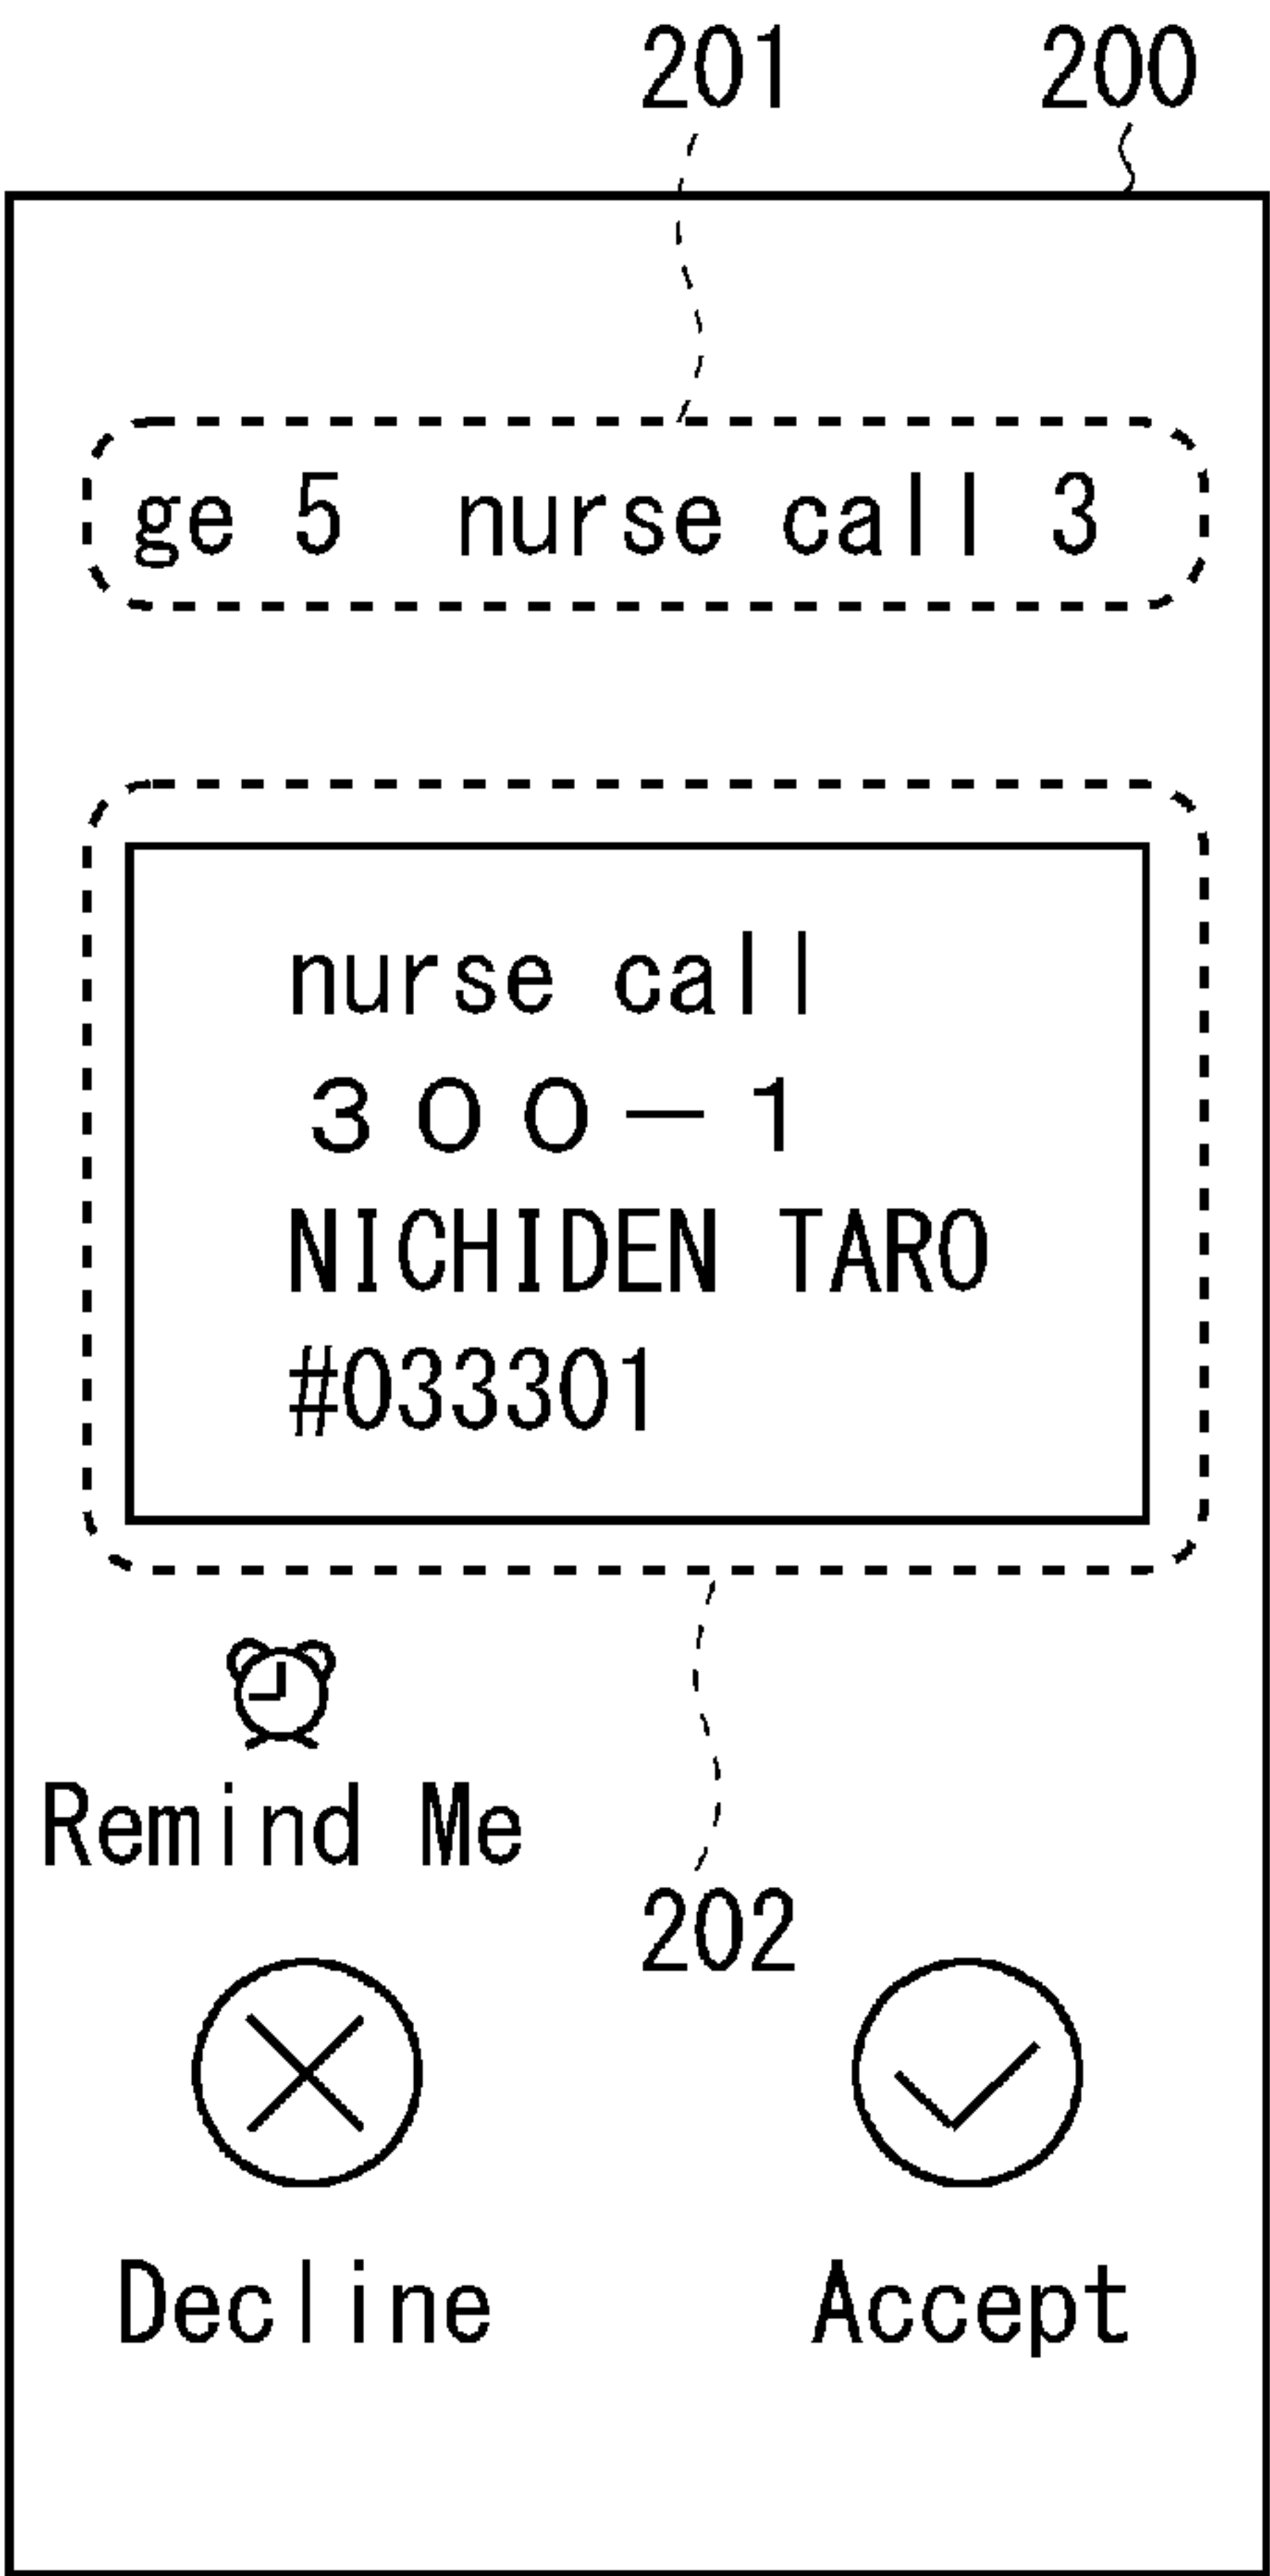 201 200
ge 5 nurse call 3
nurse call
３００－１
NICHIDEN TARO
#033301
Remind Me
202
Decline Accept